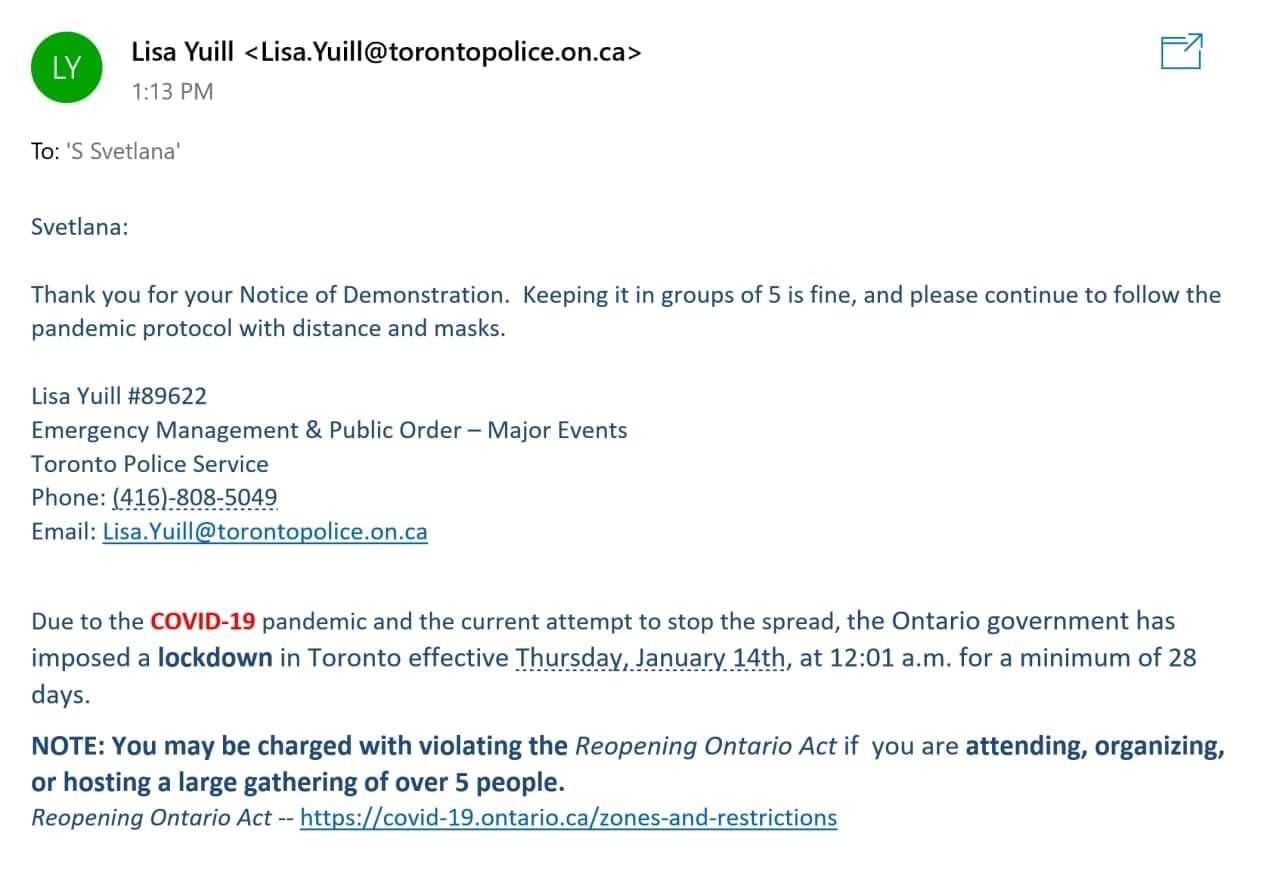 LY
Lisa Yuill <Lisa.Yuill@torontopolice.on.ca>
1:13 PM
To: 'S Svetlana'
Svetlana:
Thank you for your Notice of Demonstration.  Keeping it in groups of 5 is fine, and please continue to follow the
pandemic protocol with distance and masks.
Lisa Yuill #89622
Emergency Management & Public Order – Major Events
Toronto Police Service
Phone: (416)-808-5049
Email: Lisa.Yuill@torontopolice.on.ca
Due to the COVID-19 pandemic and the current attempt to stop the spread, the Ontario government has
imposed a lockdown in Toronto effective Thursday, January 14th, at 12:01 a.m. for a minimum of 28
days.
NOTE: You may be charged with violating the Reopening Ontario Act if  you are attending, organizing,
or hosting a large gathering of over 5 people.
Reopening Ontario Act -- https://covid-19.ontario.ca/zones-and-restrictions